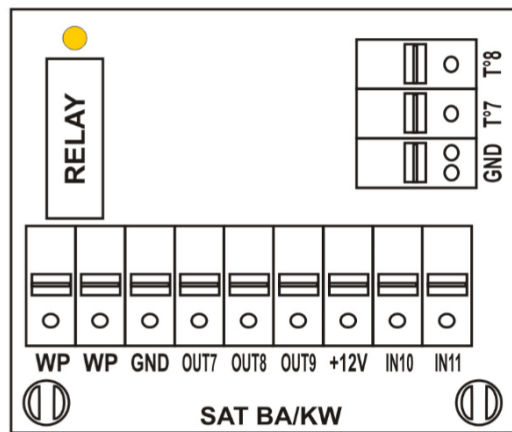 RELAY
T°8
T°7
GND
WP WP GND OUT7 OUT8 OUT9 +12V IN10 IN11
SAT BA/KW